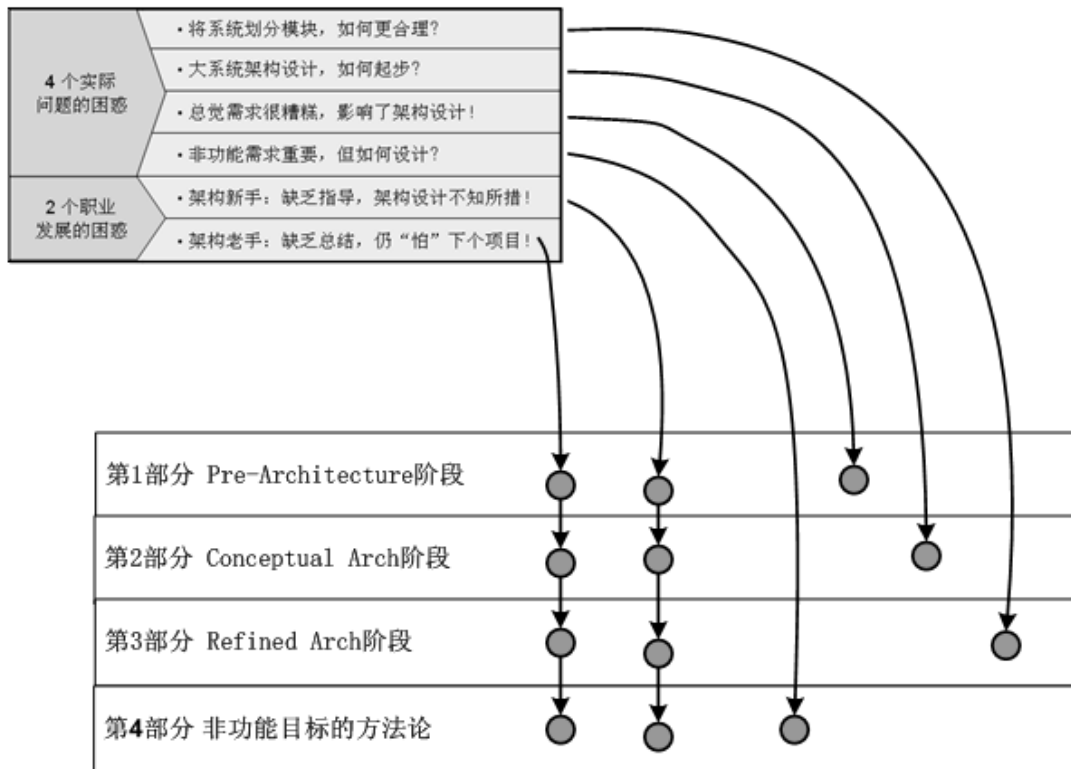 4 个实际
问题的困惑
·将系统划分模块，如何更合理？
·大系统架构设计，如何起步？
·总觉需求很糟糕，影响了架构设计！
·非功能需求重要，但如何设计？
2 个职业
发展的困惑
·架构新手：缺乏指导，架构设计不知所措！
·架构老手：缺乏总结，仍“怕”下个项目！
第1部分 Pre-Architecture阶段
第2部分 Conceptual Arch阶段
第3部分 Refined Arch阶段
第4部分 非功能目标的方法论